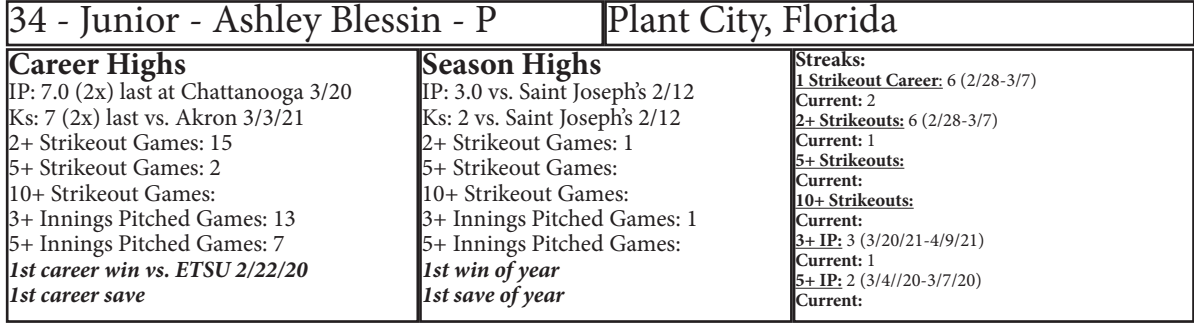 34 - Junior - Ashley Blessin - P
Plant City, Florida
Career Highs
IP: 7.0 (2x) last at Chattanooga 3/20
Ks: 7 (2x) last vs. Akron 3/3/21
2+ Strikeout Games: 15
5+ Strikeout Games: 2
10+ Strikeout Games:
3+ Innings Pitched Games: 13
5+ Innings Pitched Games: 7
1st career win vs. ETSU 2/22/20
1st career save
Season Highs
IP: 3.0 vs. Saint Joseph's 2/12
Ks: 2 vs. Saint Joseph's 2/12
2+ Strikeout Games: 1
5+ Strikeout Games:
10+ Strikeout Games:
3+ Innings Pitched Games: 1
5+ Innings Pitched Games:
1st win of year
1st save of year
Streaks:
1 Strikeout Career: 6 (2/28-3/7)
Current: 2
2+ Strikeouts: 6 (2/28-3/7)
Current: 1
5+ Strikeouts:
Current:
10+ Strikeouts:
Current:
3+ IP: 3 (3/20/21-4/9/21)
Current: 1
5+ IP: 2 (3/4//20-3/7/20)
Current: